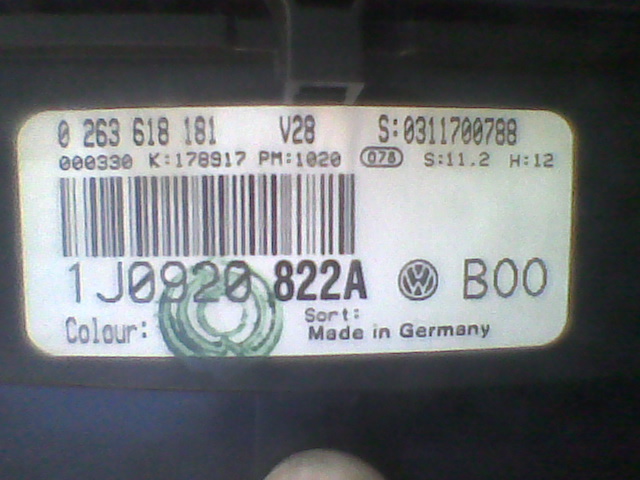 0 263 618 181 V28 S:0311700788
000330 K:178917 PM:1020 078 S:11.2 H:12
1J0920 822A VW B00
Sort:
Colour: Made in Germany